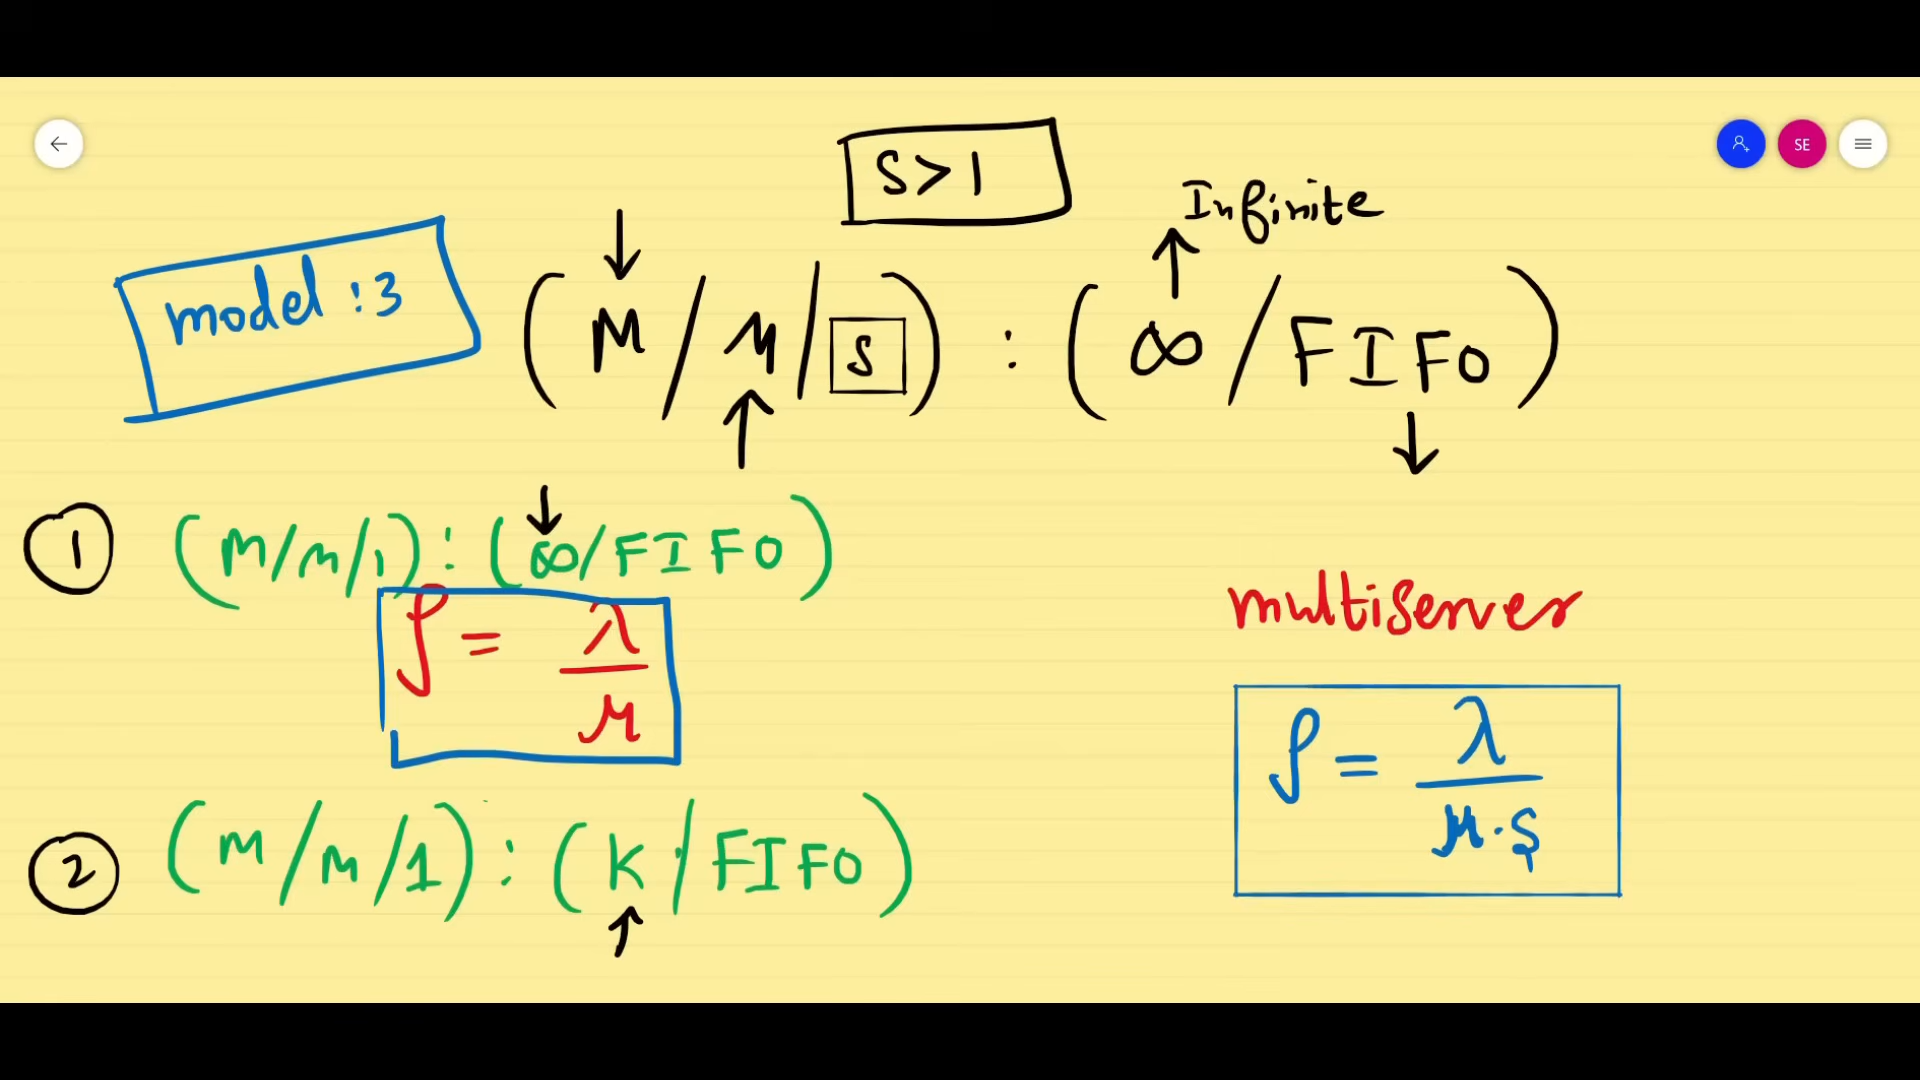 S > 1
Infinite
SE
model : 3
(M/M/S) : (∞/FIFO)
1 (M/M/1) : (∞/FIFO)
ρ = λ/μ
multiserver
ρ = λ/μ·S
2 (M/M/1) : (K/FIFO)